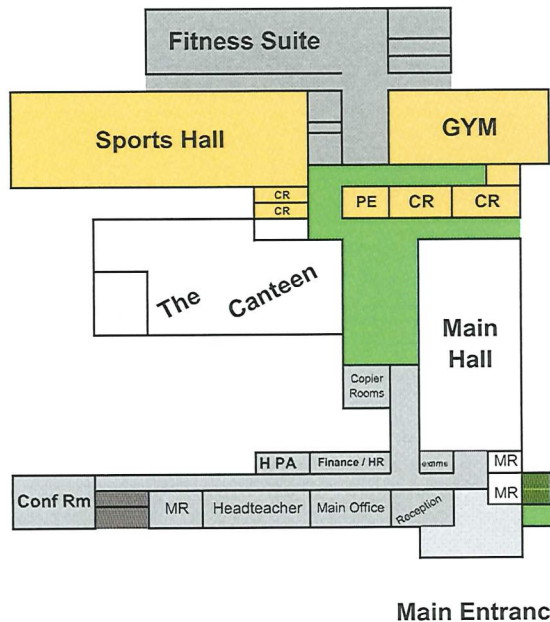 Fitness Suite
Sports Hall
GYM
CR
CR
PE
CR
CR
The Canteen
Main
Hall
Copier
Rooms
H PA
Finance / HR
exams
MR
MR
Conf Rm
MR
Headteacher
Main Office
Reception
Main Entranc